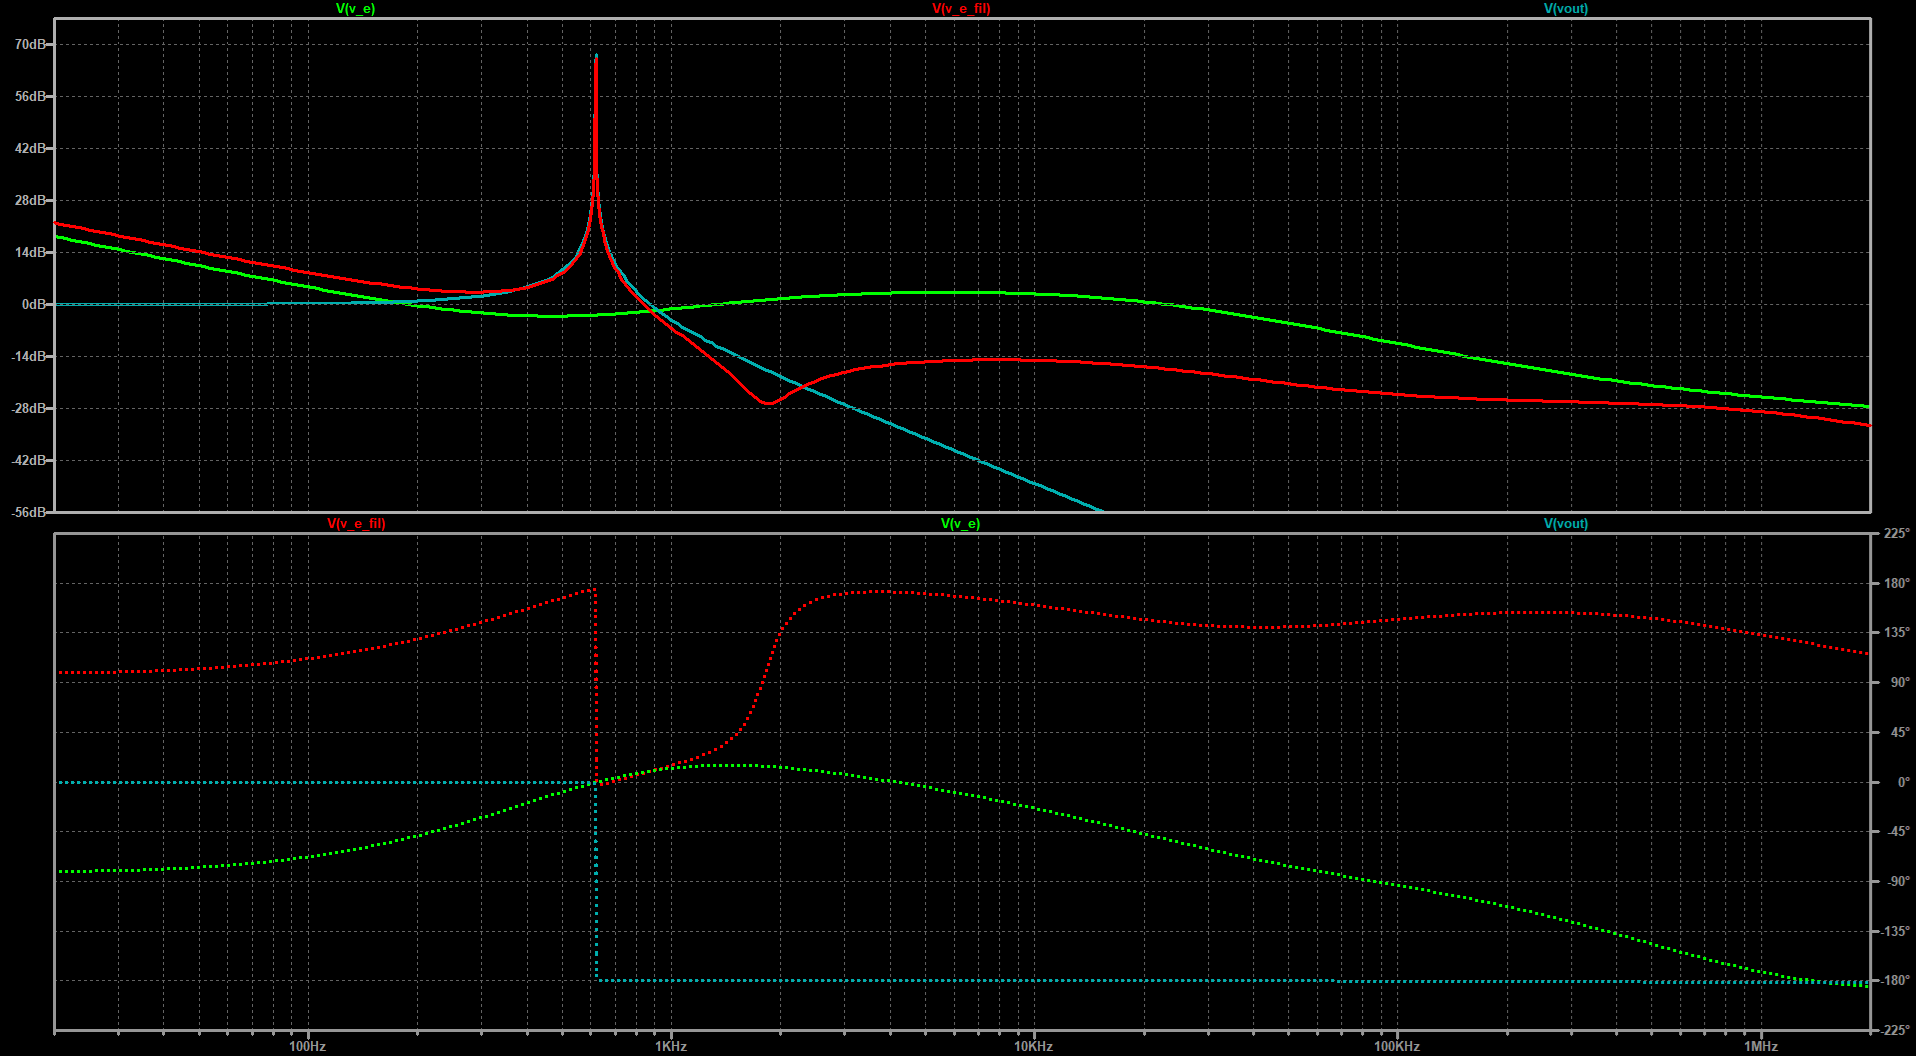 V(v_e) V(v_e_fil) V(vout)
70dB
56dB
42dB
28dB
14dB
0dB
-14dB
-28dB
-42dB
-56dB
V(v_e_fil) V(v_e) V(vout)
225°
180°
135°
90°
45°
0°
-45°
-90°
-135°
-180°
-225°
100Hz 1KHz 10KHz 100KHz 1MHz